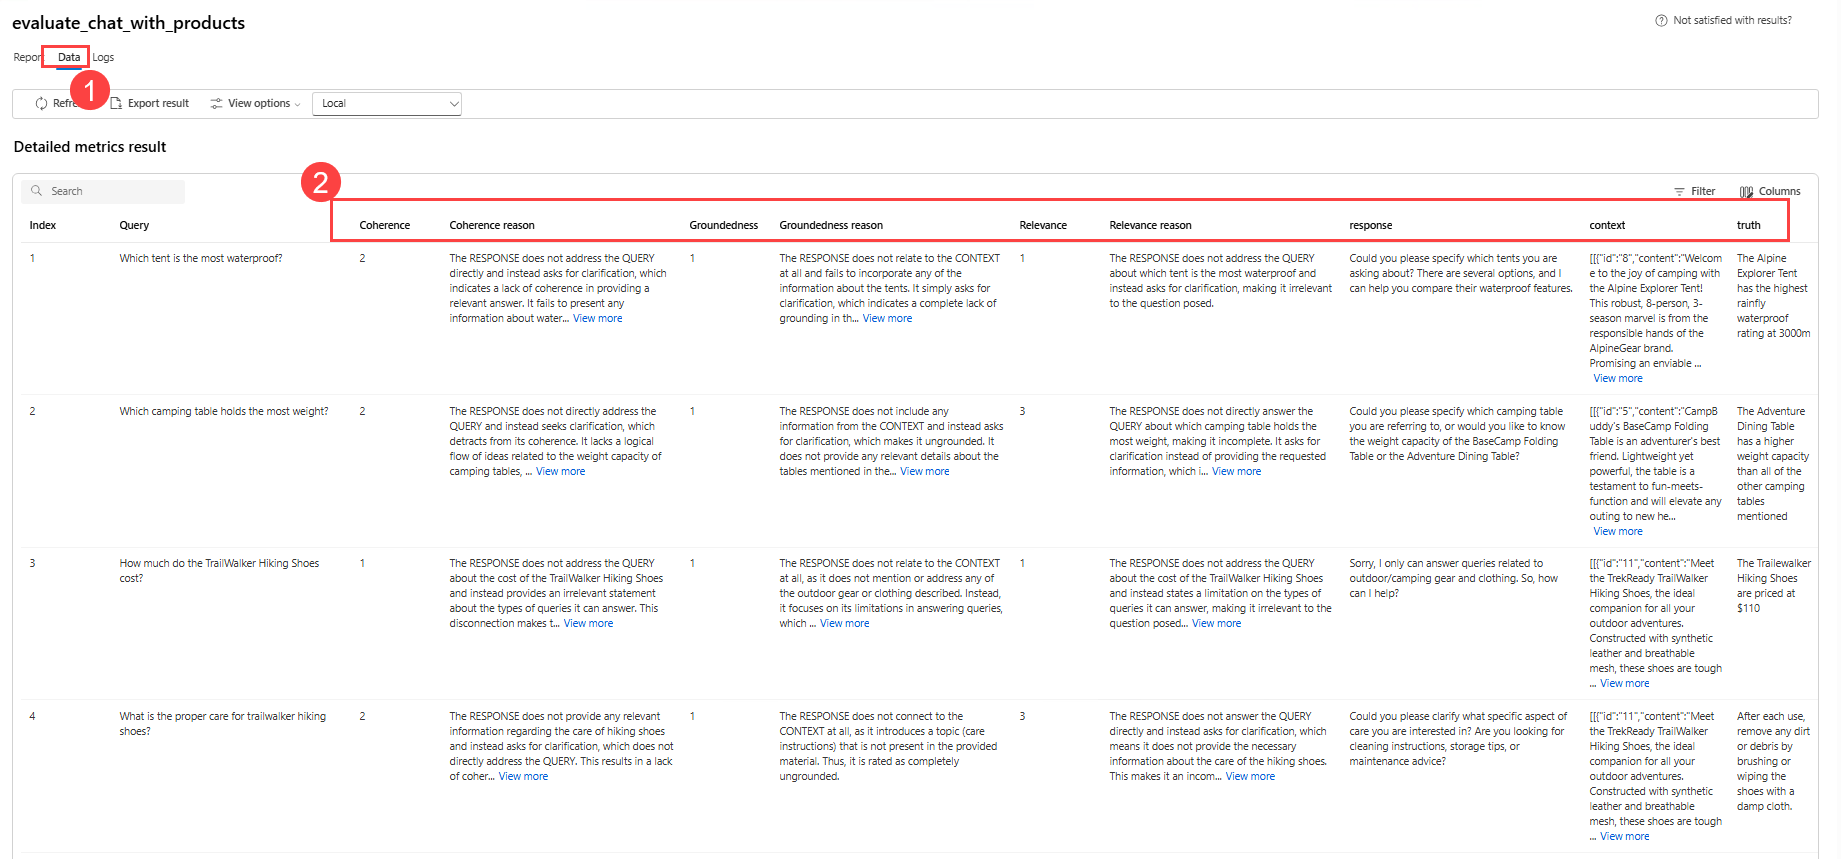 evaluate_chat_with_products
Not satisfied with results?
Report Data Logs
1
Refre Export result View options Local
Detailed metrics result
2
Search
Filter Columns
Index Query Coherence Coherence reason Groundedness Groundedness reason Relevance Relevance reason response context truth
1
Which tent is the most waterproof?
2
The RESPONSE does not address the QUERY
directly and instead asks for clarification, which
indicates a lack of coherence in providing a
relevant answer. It fails to present any
information about water... View more
1
The RESPONSE does not relate to the CONTEXT
at all and fails to incorporate any of the
information about the tents. It simply asks for
clarification, which indicates a complete lack of
grounding in th... View more
1
The RESPONSE does not address the QUERY
about which tent is the most waterproof and
instead asks for clarification, making it irrelevant
to the question posed.
Could you please specify which tents you are
asking about? There are several options, and I
can help you compare their waterproof features.
[[{"id":"8","content":"Welcom
e to the joy of camping with
the Alpine Explorer Tent!
This robust, 8-person, 3-
season marvel is from the
responsible hands of the
AlpineGear brand.
Promising an enviable ...
View more
The Alpine
Explorer Tent
has the highest
rainfly
waterproof
rating at 3000m
2
Which camping table holds the most weight?
2
The RESPONSE does not directly address the
QUERY and instead seeks clarification, which
detracts from its coherence. It lacks a logical
flow of ideas related to the weight capacity of
camping tables, ... View more
1
The RESPONSE does not include any
information from the CONTEXT and instead asks
for clarification, which makes it ungrounded. It
does not provide any relevant details about the
tables mentioned in the... View more
3
The RESPONSE does not directly answer the
QUERY about which camping table holds the
most weight, making it incomplete. It asks for
clarification instead of providing the requested
information, which i... View more
Could you please specify which camping table
you are referring to, or would you like to know
the weight capacity of the BaseCamp Folding
Table or the Adventure Dining Table?
[[{"id":"5","content":"CampB
uddy's BaseCamp Folding
Table is an adventurer's best
friend. Lightweight yet
powerful, the table is a
testament to fun-meets-
function and will elevate any
outing to new he...
View more
The Adventure
Dining Table
has a higher
weight capacity
than all of the
other camping
tables
mentioned
3
How much do the TrailWalker Hiking Shoes
cost?
1
The RESPONSE does not address the QUERY
about the cost of the TrailWalker Hiking Shoes
and instead provides an irrelevant statement
about the types of queries it can answer. This
disconnection makes t... View more
1
The RESPONSE does not relate to the CONTEXT
at all, as it does not mention or address any of
the outdoor gear or clothing described. Instead,
it focuses on its limitations in answering queries,
which ... View more
1
The RESPONSE does not address the QUERY
about the cost of the TrailWalker Hiking Shoes
and instead states a limitation on the types of
queries it can answer, making it irrelevant to the
question posed... View more
Sorry, I only can answer queries related to
outdoor/camping gear and clothing. So, how
can I help?
[[{"id":"11","content":"Meet
the TrekReady TrailWalker
Hiking Shoes, the ideal
companion for all your
outdoor adventures.
Constructed with synthetic
leather and breathable
mesh, these shoes are tough
... View more
The Trailewalker
Hiking Shoes
are priced at
$110
4
What is the proper care for trailwalker hiking
shoes?
2
The RESPONSE does not provide any relevant
information regarding the care of hiking shoes
and instead asks for clarification, which does not
directly address the QUERY. This results in a lack
of coher... View more
1
The RESPONSE does not connect to the
CONTEXT at all, as it introduces a topic (care
instructions) that is not present in the provided
material. Thus, it is rated as completely
ungrounded.
3
The RESPONSE does not answer the QUERY
directly and instead asks for clarification, which
means it does not provide the necessary
information about the care of the hiking shoes.
This makes it an incom... View more
Could you please clarify what specific aspect of
care you are interested in? Are you looking for
cleaning instructions, storage tips, or
maintenance advice?
[[{"id":"11","content":"Meet
the TrekReady TrailWalker
Hiking Shoes, the ideal
companion for all your
outdoor adventures.
Constructed with synthetic
leather and breathable
mesh, these shoes are tough
... View more
After each use,
remove any dirt
or debris by
brushing or
wiping the
shoes with a
damp cloth.